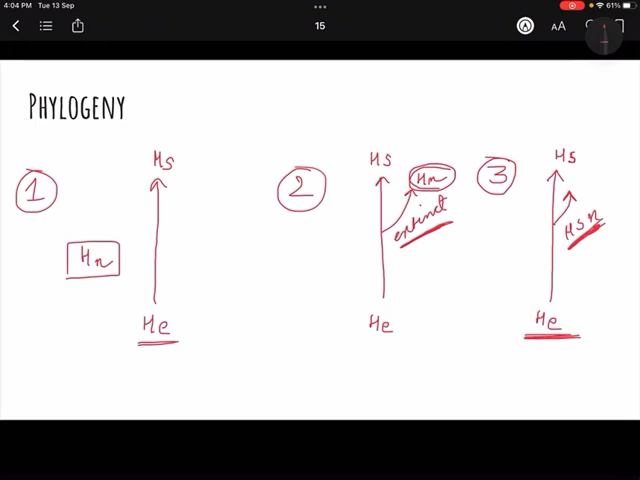 4:04 PM Tue 13 Sep
61%
15
AA
PHYLOGENY
1
Hs
Hn
He
2
Hs
Hn
extinct
He
3
Hs
HSn
He